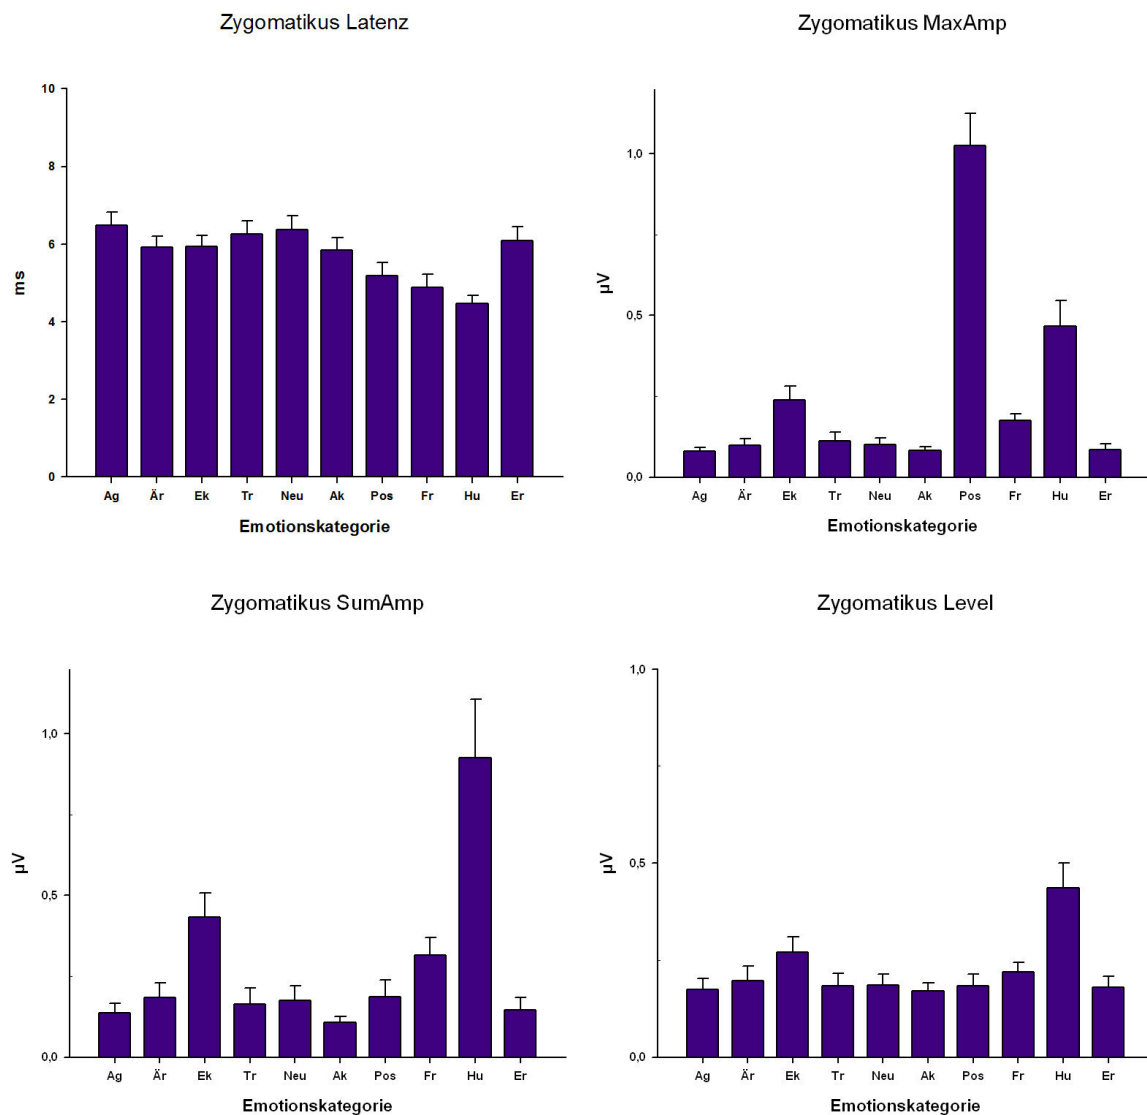 Zygomatikus Latenz
10
8
6
4
2
0
ms
Ag Är Ek Tr Neu Ak Pos Fr Hu Er
Emotionskategorie
Zygomatikus MaxAmp
1,0
0,5
0,0
µV
Ag Är Ek Tr Neu Ak Pos Fr Hu Er
Emotionskategorie
Zygomatikus SumAmp
1,0
0,5
0,0
µV
Ag Är Ek Tr Neu Ak Pos Fr Hu Er
Emotionskategorie
Zygomatikus Level
1,0
0,5
0,0
µV
Ag Är Ek Tr Neu Ak Pos Fr Hu Er
Emotionskategorie